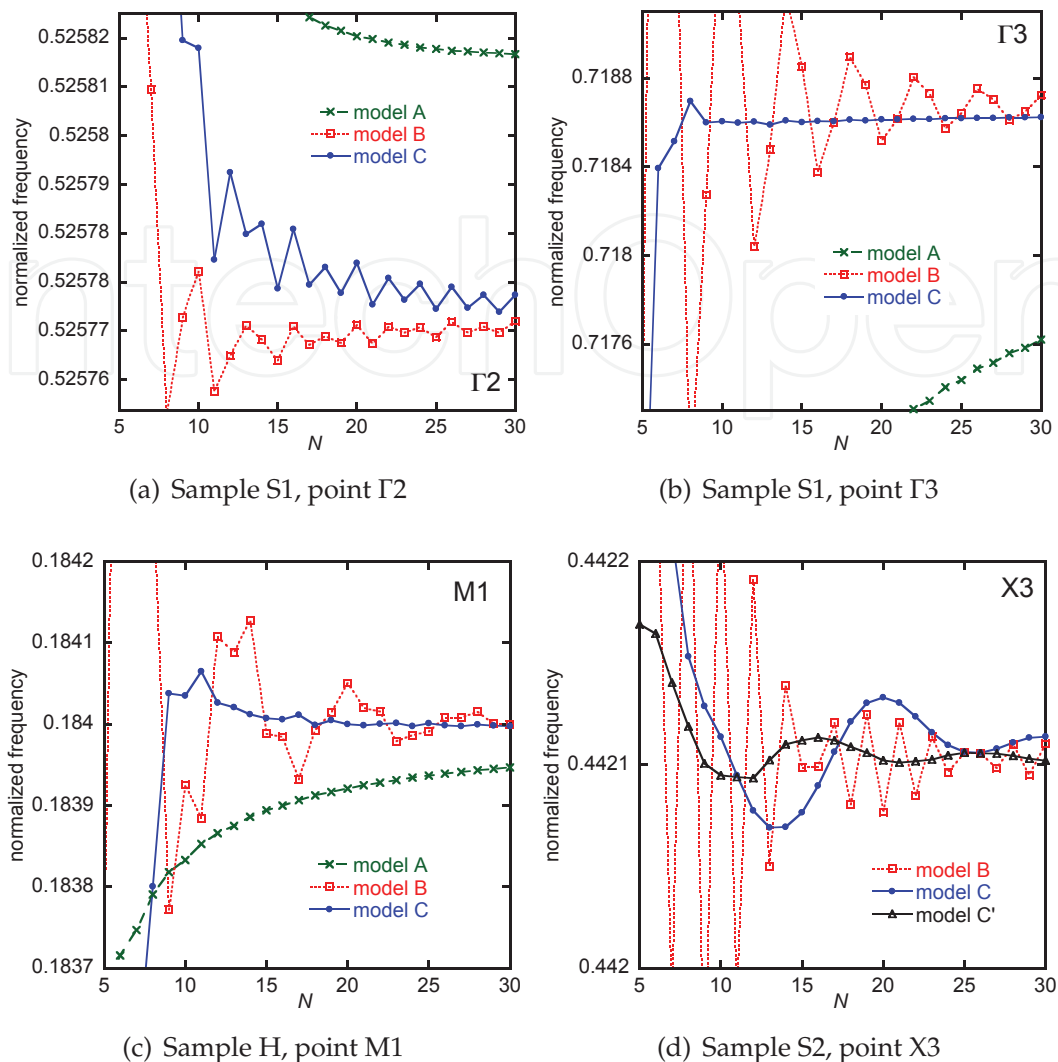 0.52582
0.52581
0.5258
0.52579
0.52578
0.52578
0.52577
0.52576
normalized frequency
model A
model B
model C
Γ2
5 10 15 20 25 30
N
(a) Sample S1, point Γ2
0.7188
0.7184
0.718
0.7176
normalized frequency
Γ3
model A
model B
model C
5 10 15 20 25 30
N
(b) Sample S1, point Γ3
0.1842
0.1841
0.184
0.1839
0.1838
0.1837
normalized frequency
M1
model A
model B
model C
5 10 15 20 25 30
N
(c) Sample H, point M1
0.4422
0.4421
0.442
normalized frequency
X3
model B
model C
model C'
5 10 15 20 25 30
N
(d) Sample S2, point X3
ntechOpen